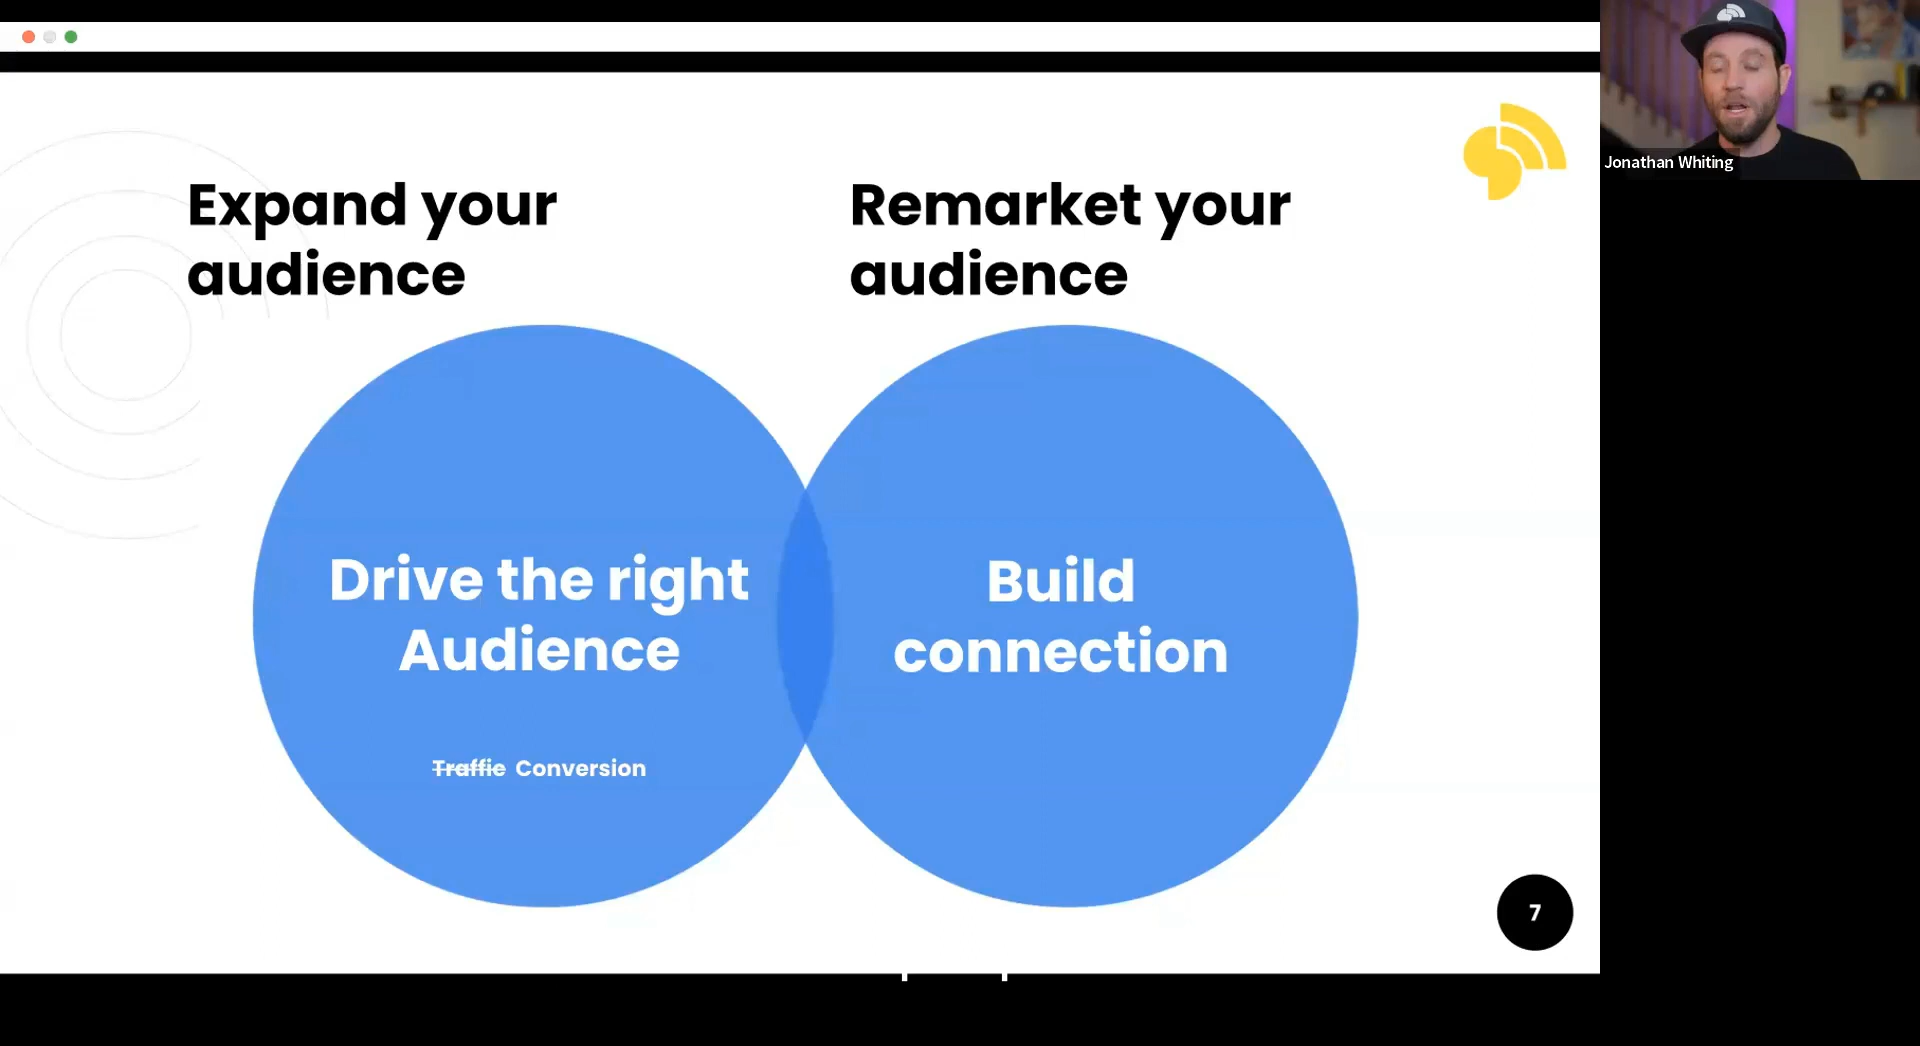 Expand your
audience
Remarket your
audience
Drive the right
Audience
Traffic Conversion
Build
connection
7
Jonathan Whiting